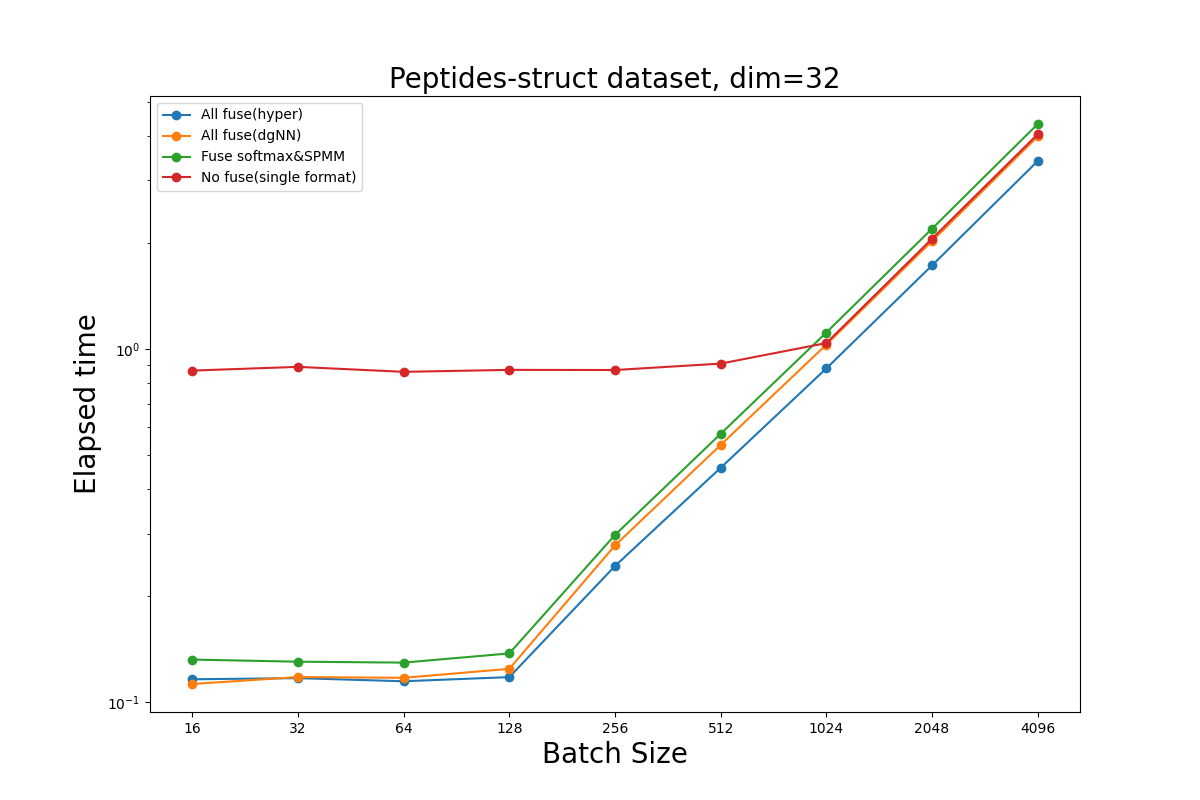 Peptides-struct dataset, dim=32
All fuse(hyper)
All fuse(dgNN)
Fuse softmax&SPMM
No fuse(single format)
Elapsed time
10⁰
10⁻¹
16 32 64 128 256 512 1024 2048 4096
Batch Size